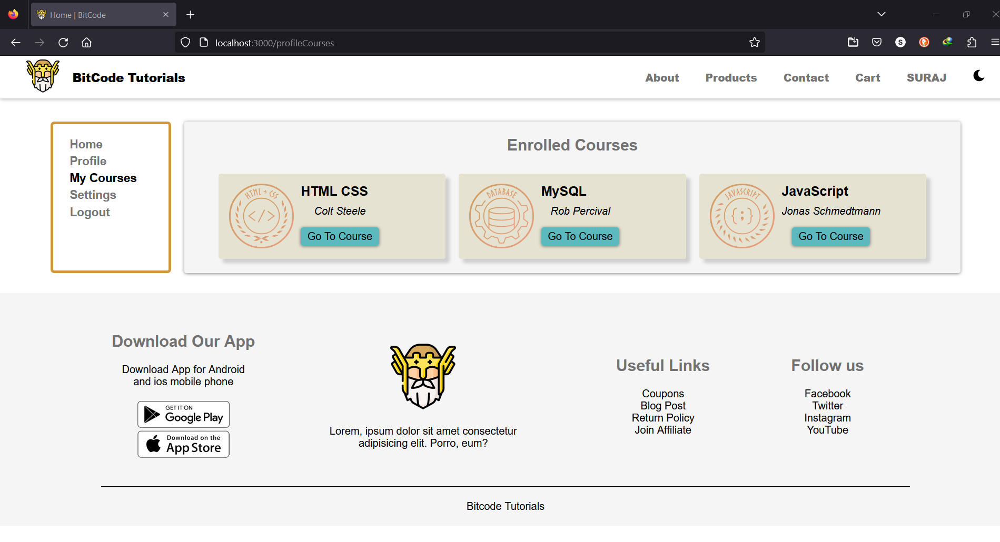 Home | BitCode
localhost:3000/profileCourses
S
BitCode Tutorials
About Products Contact Cart SURAJ
Home
Profile
My Courses
Settings
Logout
Enrolled Courses
HTML + CSS
</>
HTML CSS
Colt Steele
Go To Course
DATABASE
MySQL
Rob Percival
Go To Course
JAVASCRIPT
{;}
JavaScript
Jonas Schmedtmann
Go To Course
Download Our App
Download App for Android
and ios mobile phone
GET IT ON
Google Play
Download on the
App Store
Lorem, ipsum dolor sit amet consectetur
adipisicing elit. Porro, eum?
Useful Links
Coupons
Blog Post
Return Policy
Join Affiliate
Follow us
Facebook
Twitter
Instagram
YouTube
Bitcode Tutorials